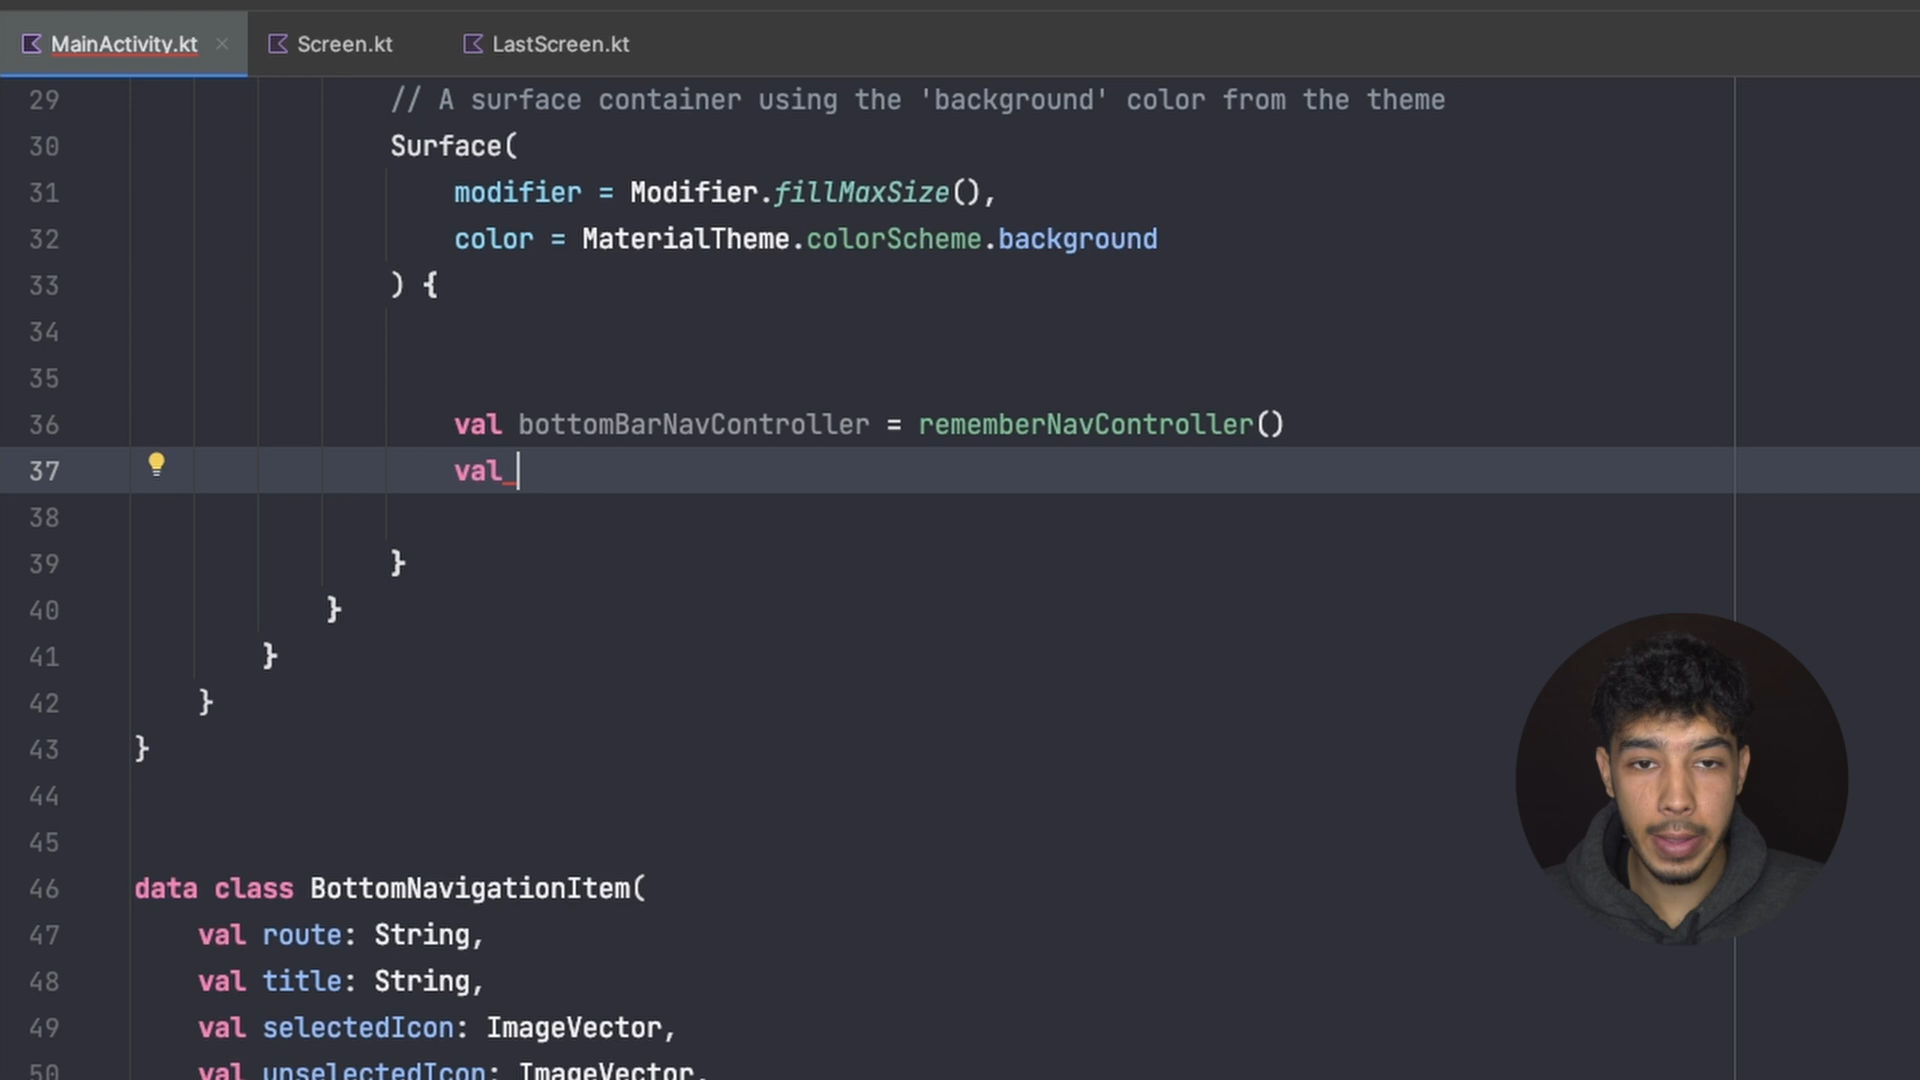 MainActivity.kt × Screen.kt LastScreen.kt
29 // A surface container using the 'background' color from the theme
30 Surface(
31 modifier = Modifier.fillMaxSize(),
32 color = MaterialTheme.colorScheme.background
33 ) {
34
35
36 val bottomBarNavController = rememberNavController()
37 val
38
39 }
40 }
41 }
42 }
43 }
44
45
46 data class BottomNavigationItem(
47 val route: String,
48 val title: String,
49 val selectedIcon: ImageVector,
50 val unselectedIcon: ImageVector,